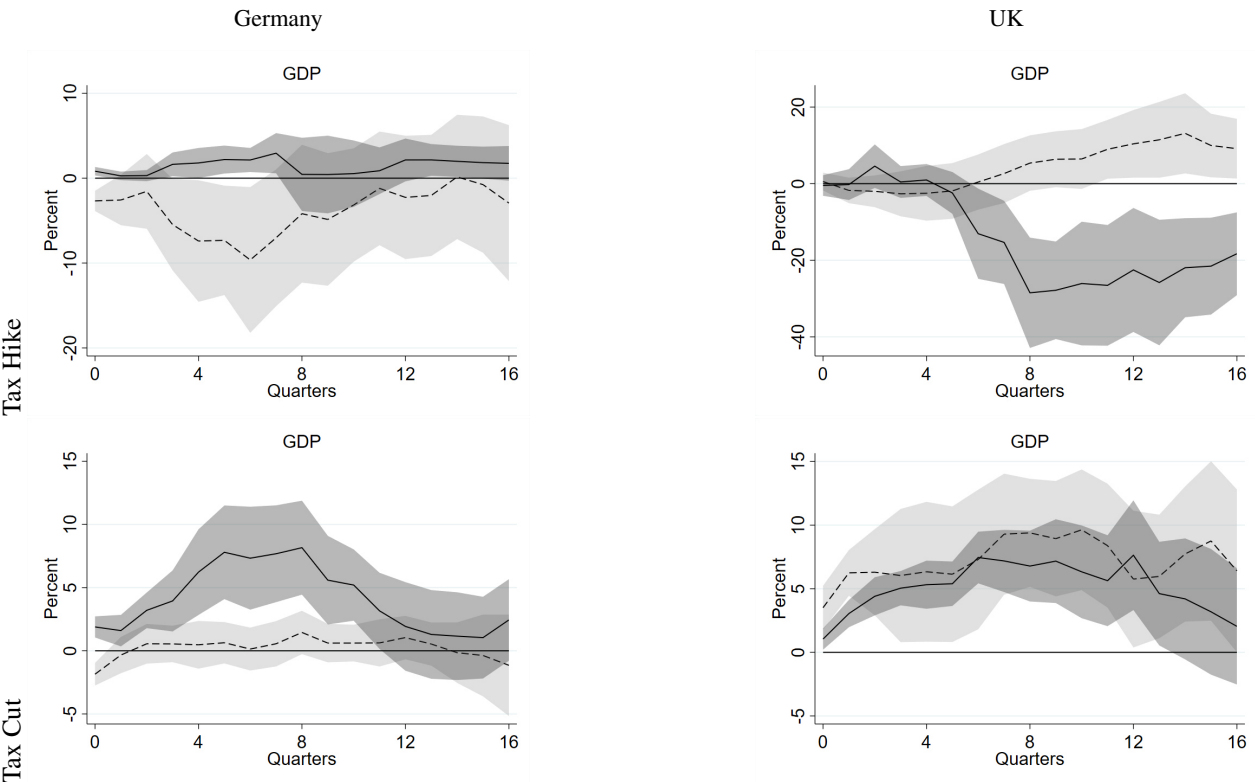 Germany
UK
Tax Hike
GDP
Percent
10
0
-10
-20
0 4 8 12 16
Quarters
GDP
Percent
20
0
-20
-40
0 4 8 12 16
Quarters
Tax Cut
GDP
Percent
15
10
5
0
-5
0 4 8 12 16
Quarters
GDP
Percent
15
10
5
0
-5
0 4 8 12 16
Quarters